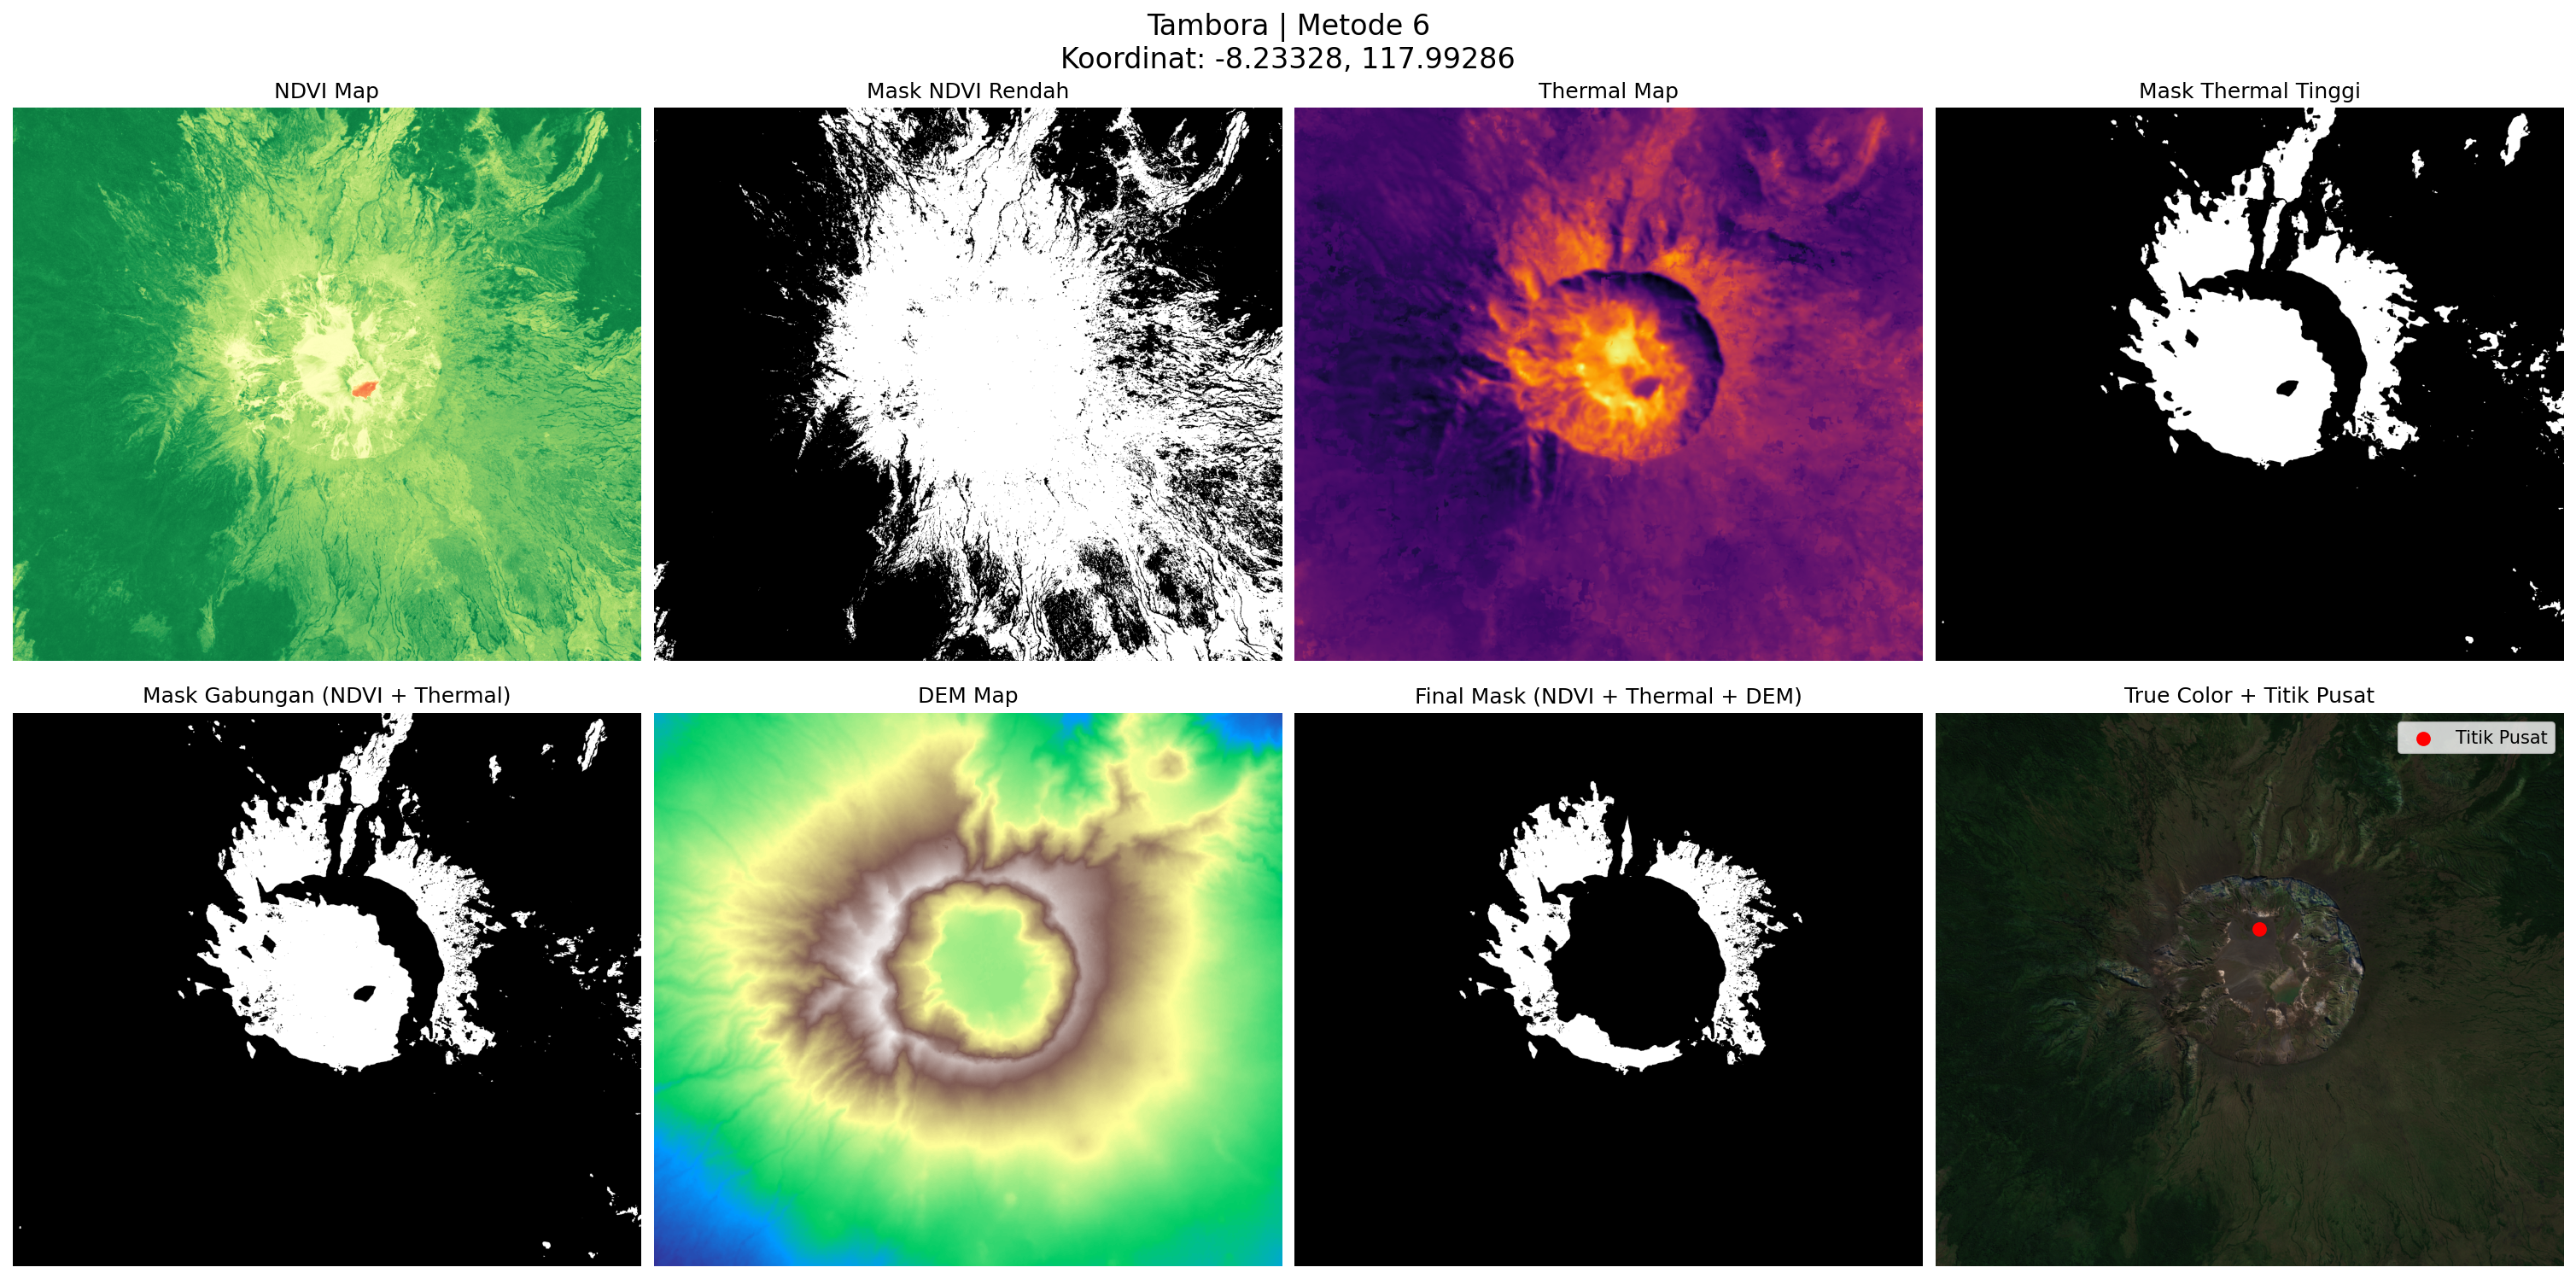 Tambora | Metode 6
Koordinat: -8.23328, 117.99286
NDVI Map
Mask NDVI Rendah
Thermal Map
Mask Thermal Tinggi
Mask Gabungan (NDVI + Thermal)
DEM Map
Final Mask (NDVI + Thermal + DEM)
True Color + Titik Pusat
Titik Pusat